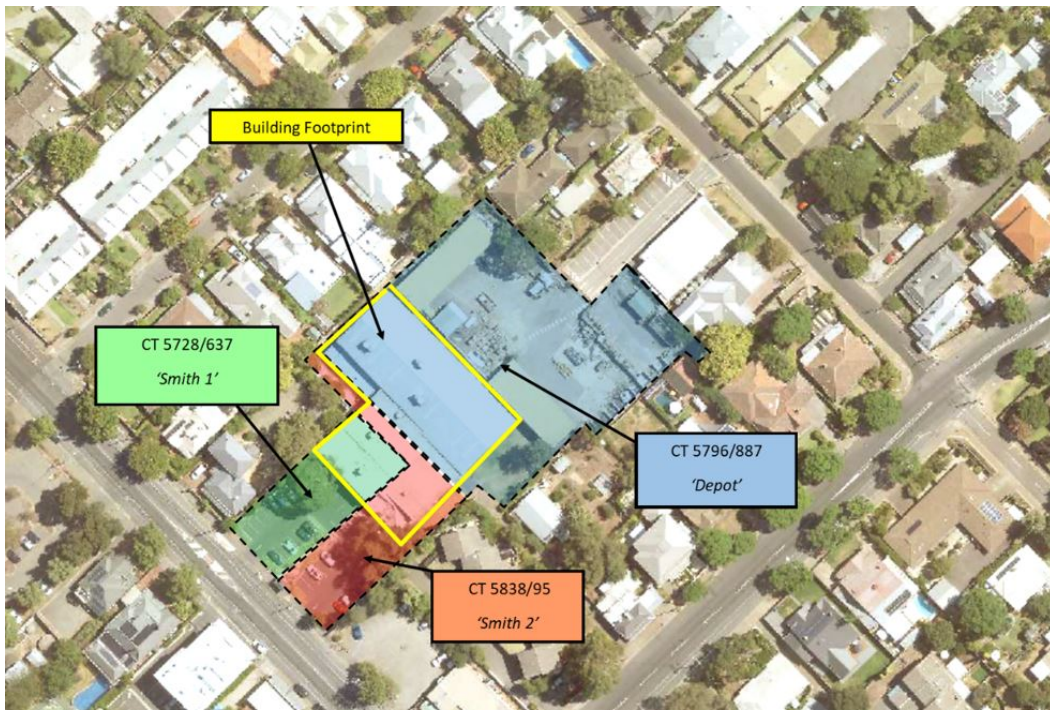 Building Footprint
CT 5728/637
‘Smith 1’
CT 5796/887
‘Depot’
CT 5838/95
‘Smith 2’